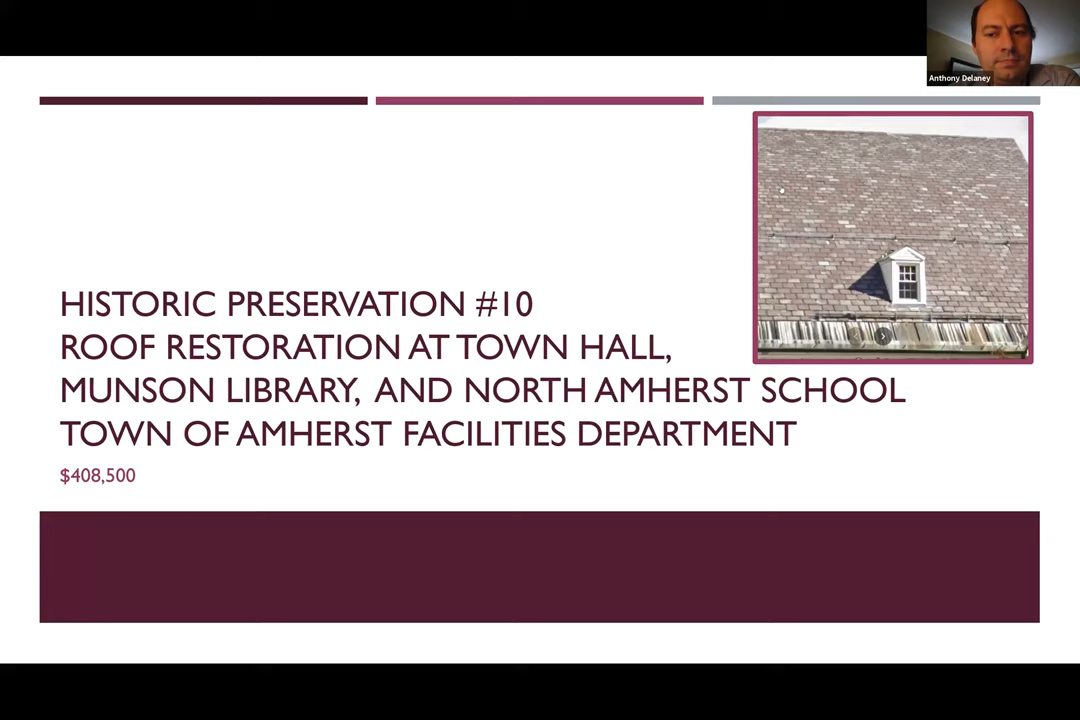 Anthony Delaney
HISTORIC PRESERVATION #10
ROOF RESTORATION AT TOWN HALL,
MUNSON LIBRARY, AND NORTH AMHERST SCHOOL
TOWN OF AMHERST FACILITIES DEPARTMENT
$408,500